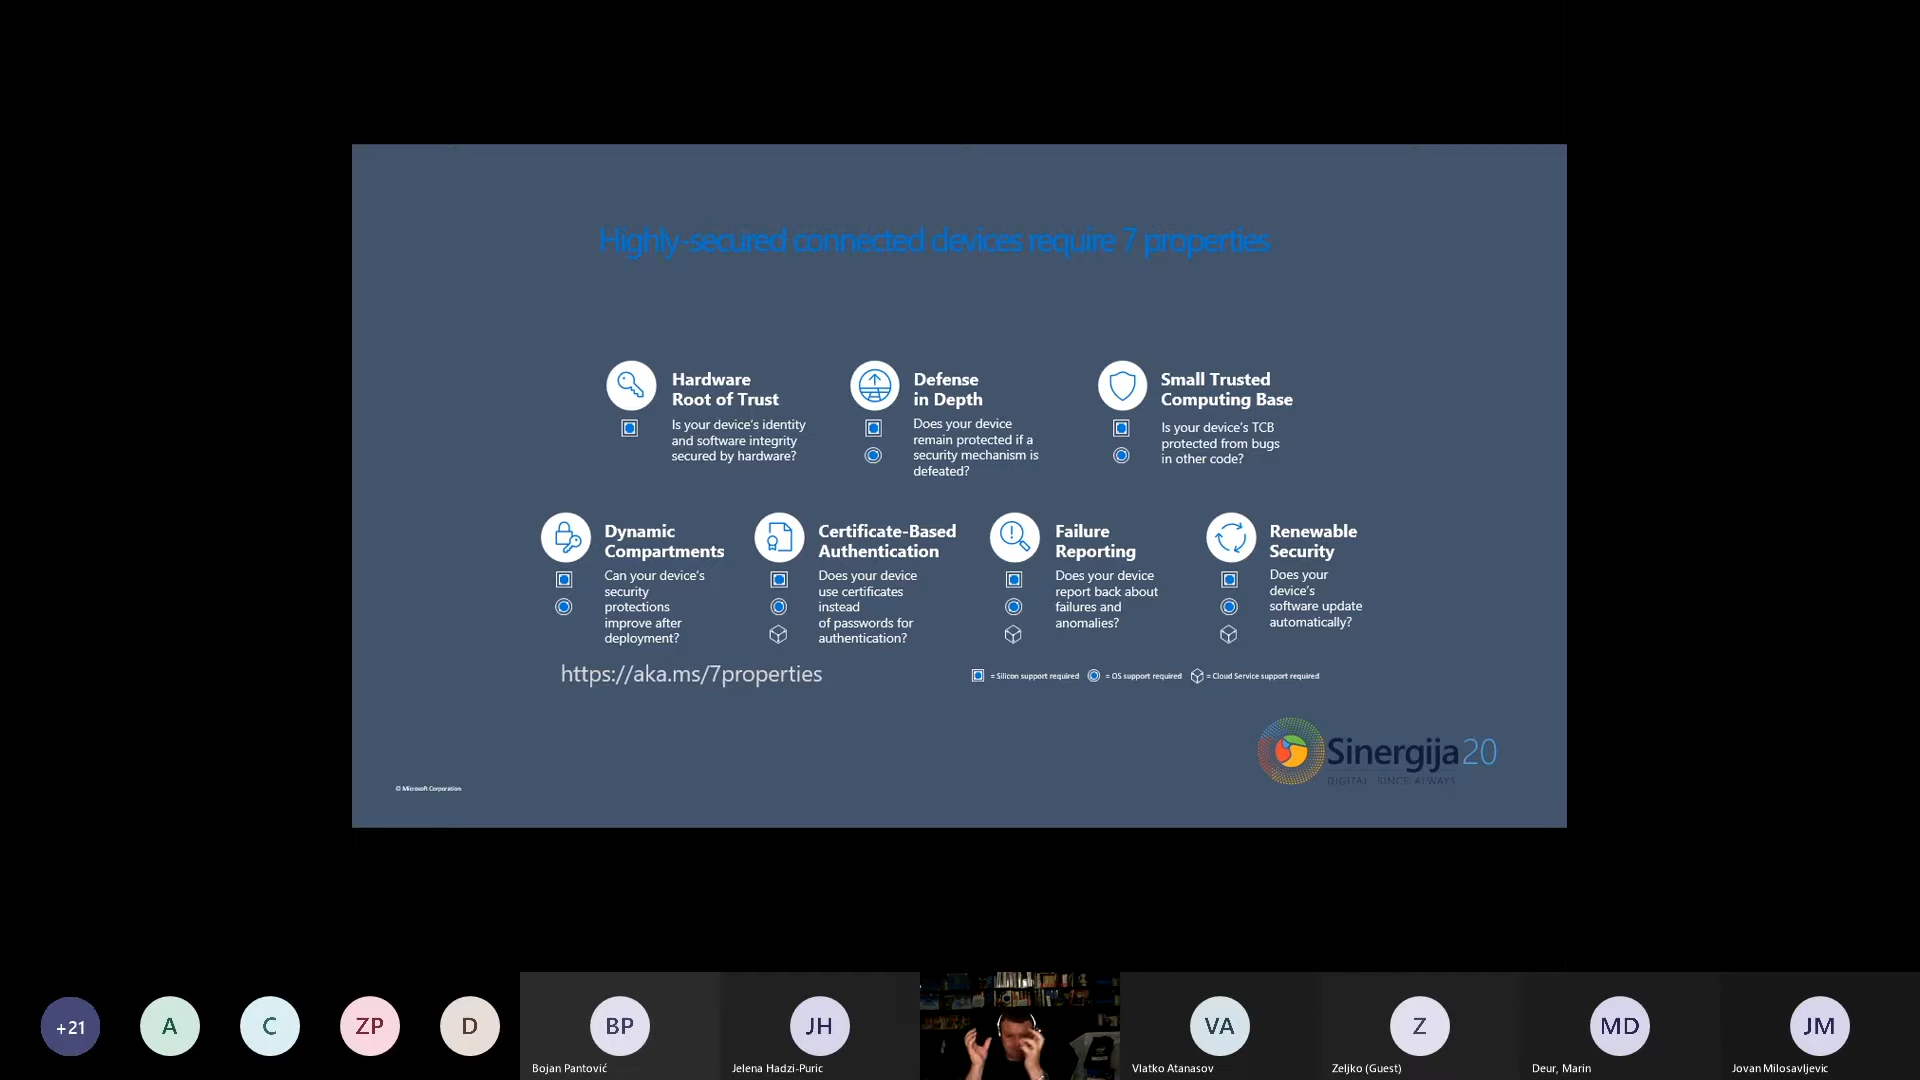 Highly-secured connected devices require 7 properties
Hardware
Root of Trust
Is your device's identity
and software integrity
secured by hardware?
Defense
in Depth
Does your device
remain protected if a
security mechanism is
defeated?
Small Trusted
Computing Base
Is your device's TCB
protected from bugs
in other code?
Dynamic
Compartments
Can your device's
security
protections
improve after
deployment?
Certificate-Based
Authentication
Does your device
use certificates
instead
of passwords for
authentication?
Failure
Reporting
Does your device
report back about
failures and
anomalies?
Renewable
Security
Does your
device's
software update
automatically?
https://aka.ms/7properties
= Silicon support required = OS support required = Cloud Service support required
Sinergija20
DIGITAL. SINCE ALWAYS.
© Microsoft Corporation
+21 A C ZP D BP JH VA Z MD JM
Bojan Pantović Jelena Hadzi-Puric Vlatko Atanasov Zeljko (Guest) Deur, Marin Jovan Milosavljevic